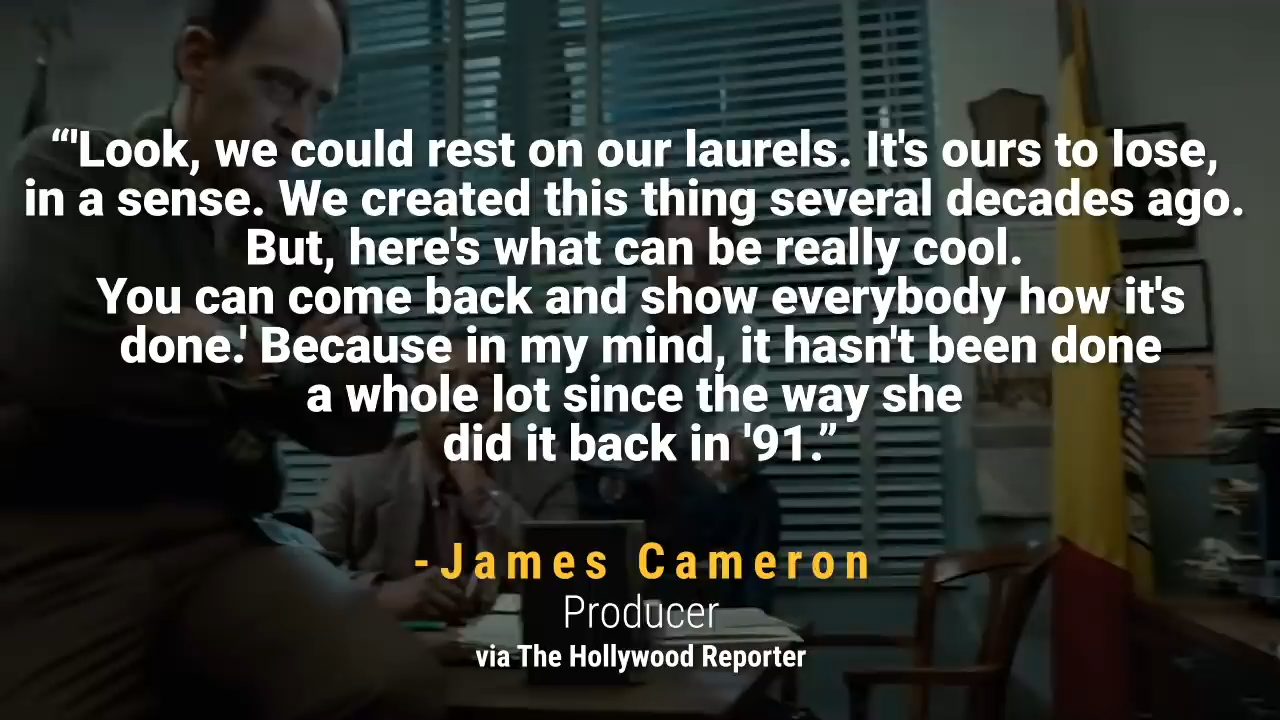 “'Look, we could rest on our laurels. It's ours to lose,
in a sense. We created this thing several decades ago.
But, here's what can be really cool.
You can come back and show everybody how it's
done.' Because in my mind, it hasn't been done
a whole lot since the way she
did it back in '91.”
-James Cameron
Producer
via The Hollywood Reporter